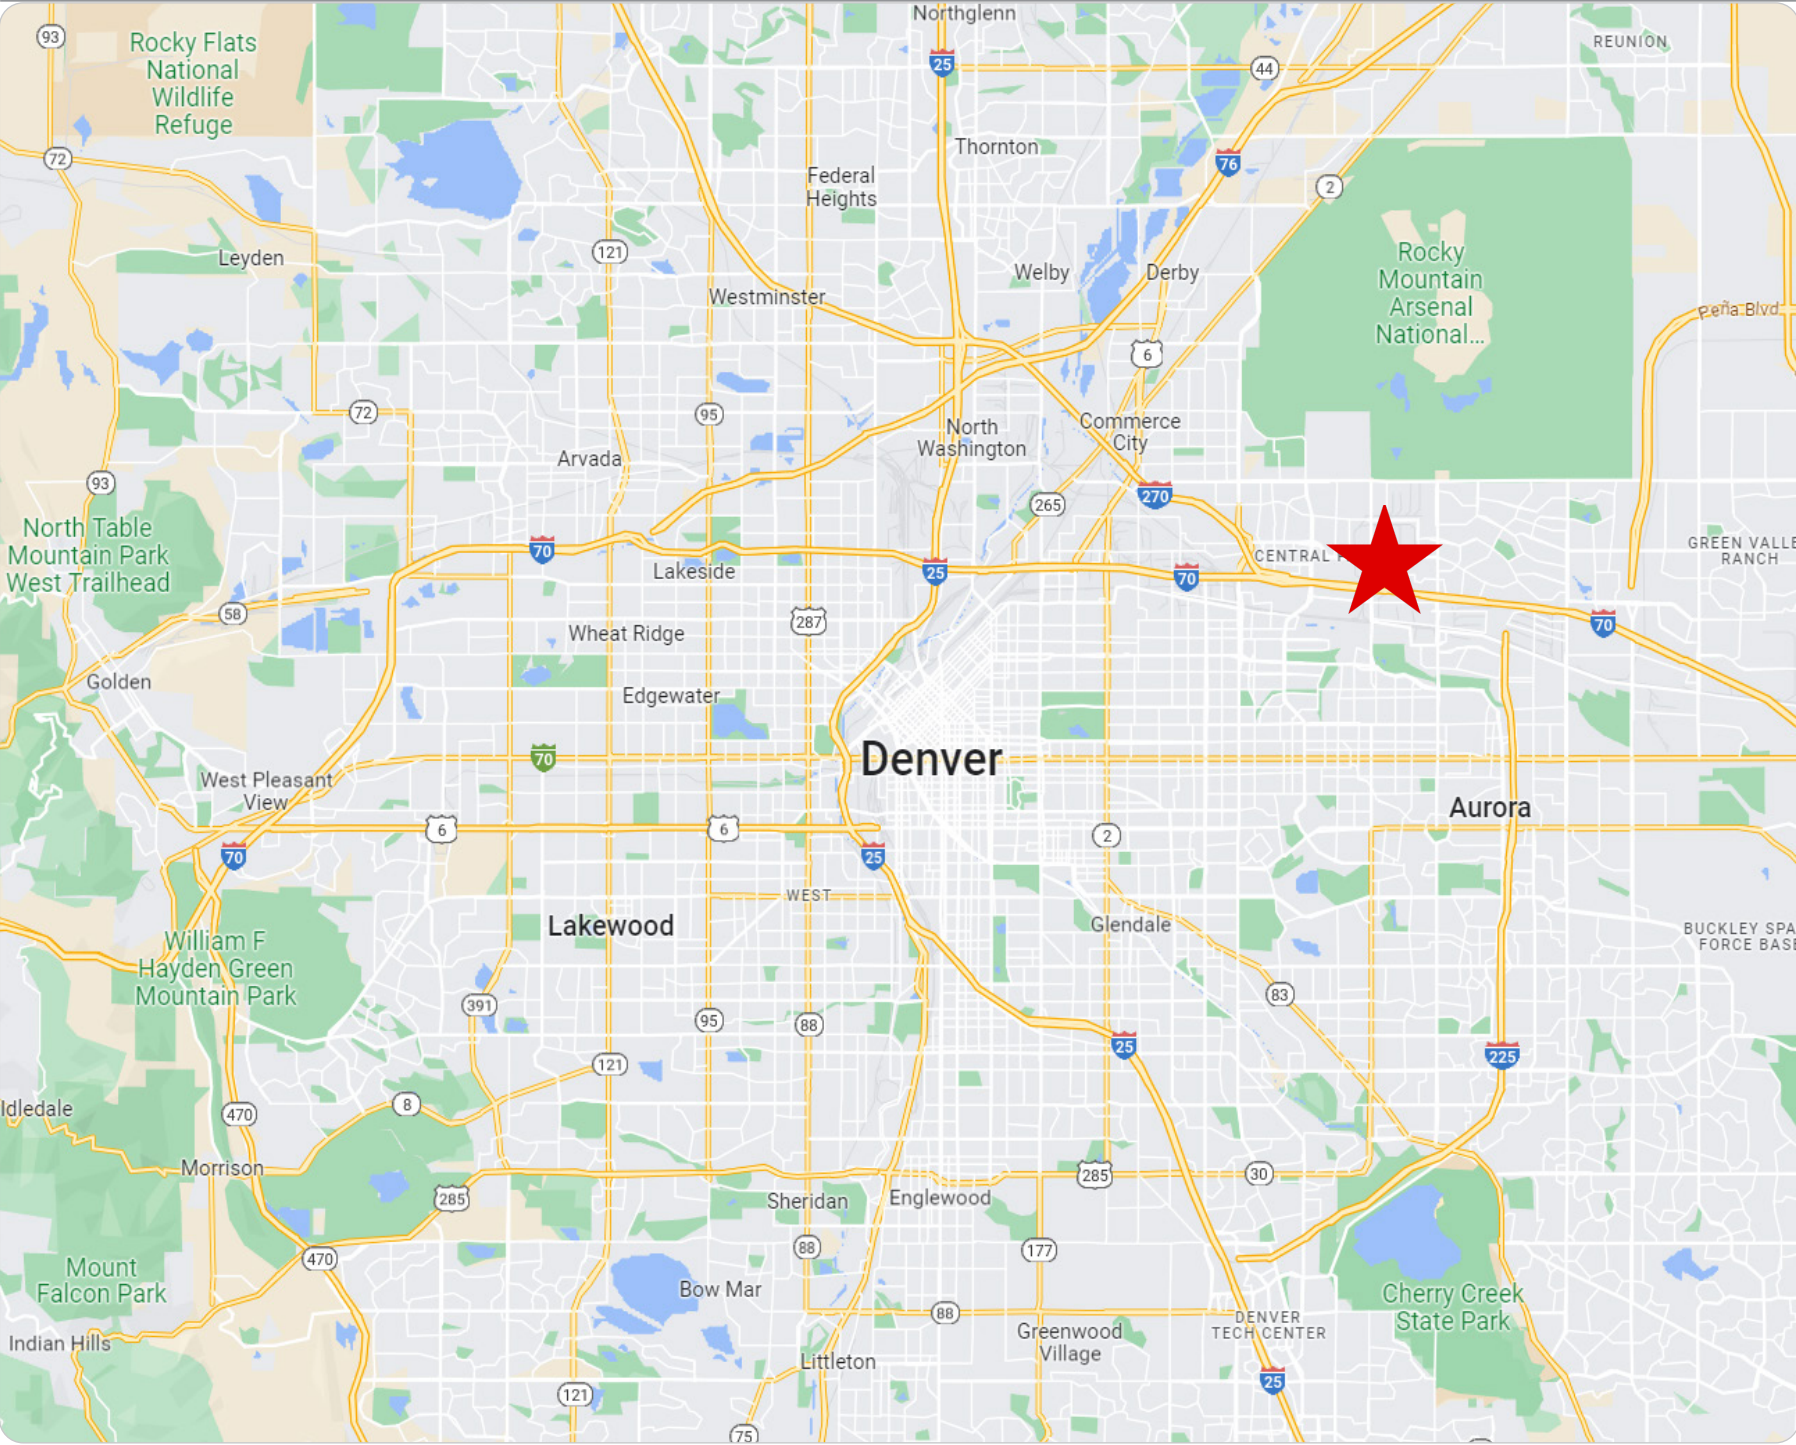 Northglenn
93
Rocky Flats
National
Wildlife
Refuge
REUNION
25
44
Thornton
72
76
Federal
Heights
2
121
Leyden
Welby
Derby
Rocky
Mountain
Arsenal
National...
Westminster
Peña Blvd
6
72
95
Commerce
City
North
Washington
Arvada
93
270
265
North Table
Mountain Park
West Trailhead
70
CENTRAL
GREEN VALLE
RANCH
Lakeside
25
70
58
287
70
Wheat Ridge
Golden
Edgewater
Denver
70
West Pleasant
View
Aurora
6
6
2
70
25
WEST
Lakewood
Glendale
William F
Hayden Green
Mountain Park
BUCKLEY SPA
FORCE BASE
83
391
95
88
25
225
121
8
Idledale
470
Morrison
285
30
285
Sheridan
Englewood
88
177
470
Mount
Falcon Park
Bow Mar
Cherry Creek
State Park
88
DENVER
TECH CENTER
Greenwood
Village
Indian Hills
Littleton
25
121
75